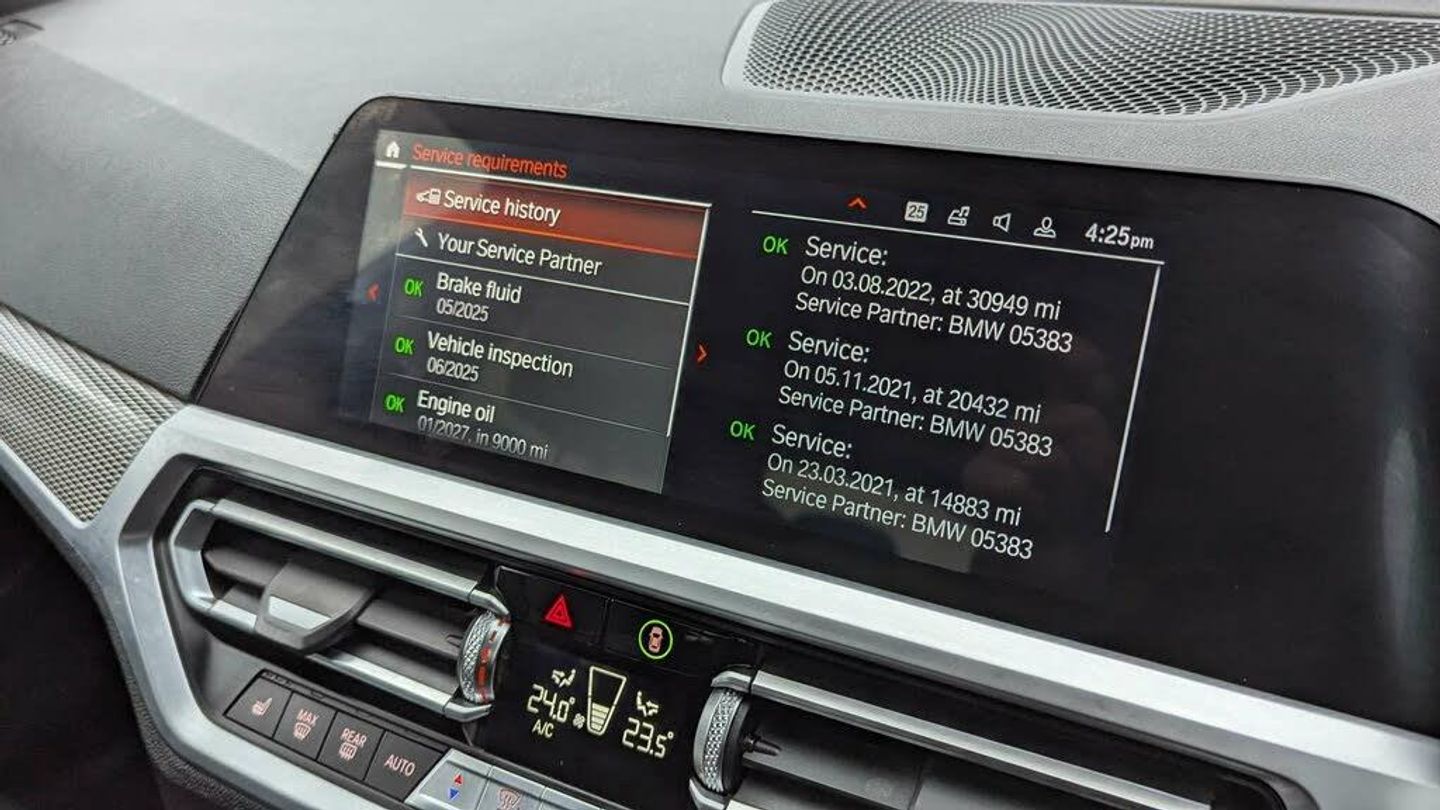 Service requirements
Service history
Your Service Partner
OK Brake fluid
05/2025
OK Vehicle inspection
06/2025
OK Engine oil
01/2027, in 9000 mi
25
4:25pm
OK Service:
On 03.08.2022, at 30949 mi
Service Partner: BMW 05383
OK Service:
On 05.11.2021, at 20432 mi
Service Partner: BMW 05383
OK Service:
On 23.03.2021, at 14883 mi
Service Partner: BMW 05383
24.0°
A/C
23.5°
MAX
REAR
AUTO